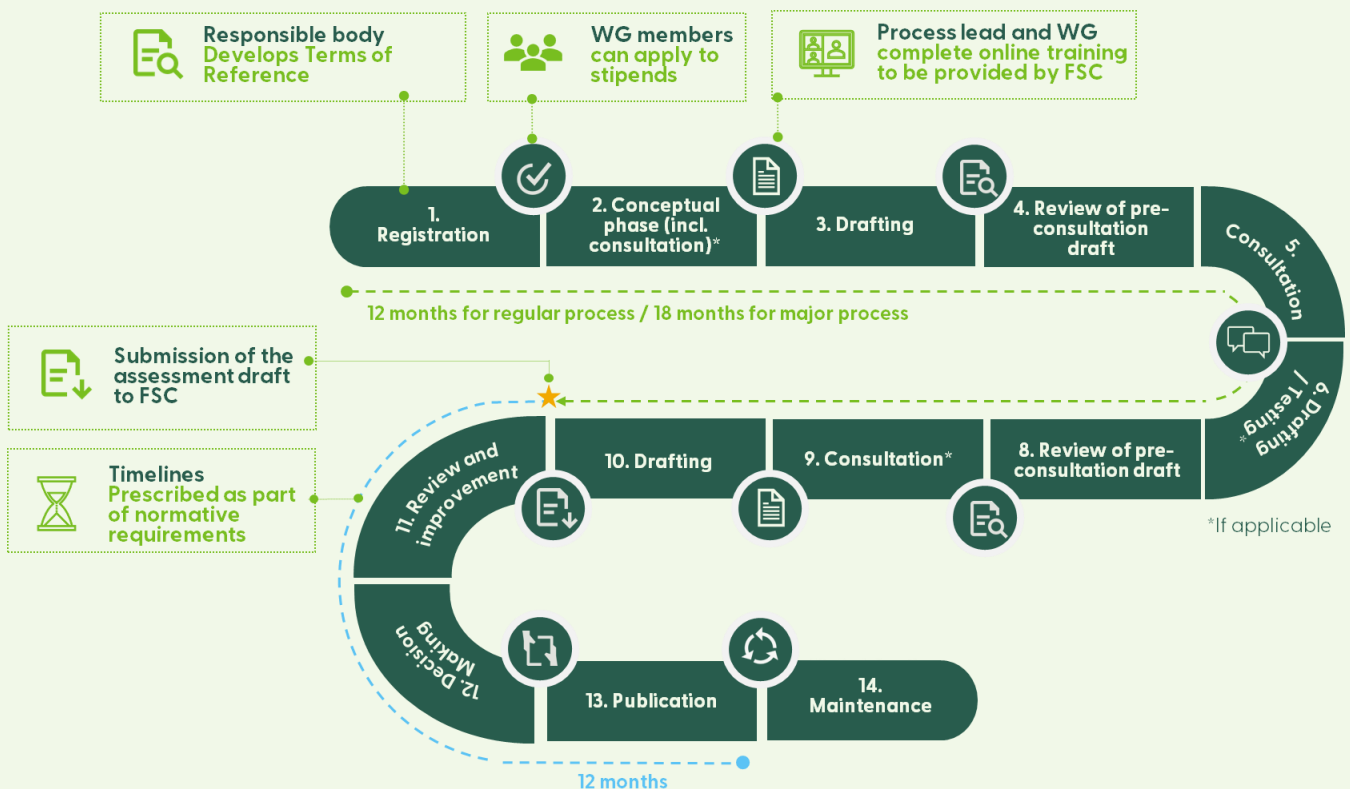 Responsible body
Develops Terms of
Reference
WG members
can apply to
stipends
Process lead and WG
complete online training
to be provided by FSC
1.
Registration
2. Conceptual
phase (incl.
consultation)*
3. Drafting
4. Review of pre-
consultation
draft
5.
Consultation
12 months for regular process / 18 months for major process
Submission of the
assessment draft
to FSC
6. Drafting
/ Testing*
11. Review and
improvement
10. Drafting
9. Consultation*
8. Review of pre-
consultation draft
Timelines
Prescribed as part
of normative
requirements
*If applicable
12. Decision
Making
13. Publication
14.
Maintenance
12 months